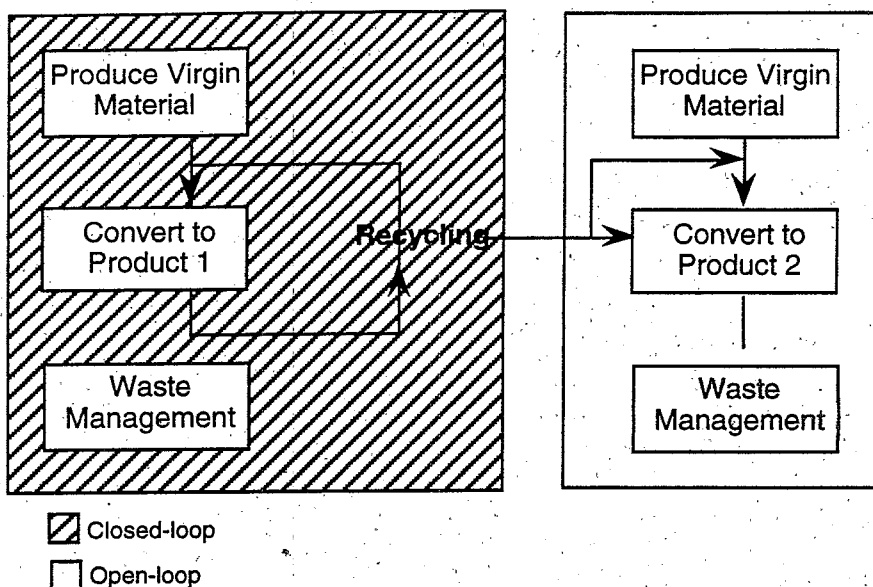 Produce Virgin
Material
Convert to
Product 1
Recycling
Waste
Management
Produce Virgin
Material
Convert to
Product 2
Waste
Management
Closed-loop
Open-loop